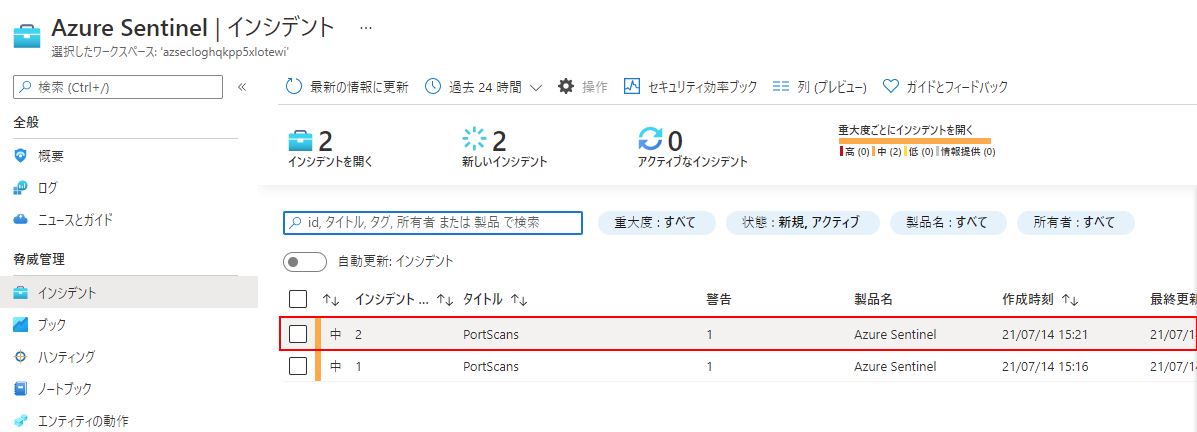 Azure Sentinel | インシデント ...
選択したワークスペース: 'azsecloghqkpp5xlotewi'
検索 (Ctrl+/) «
全般
概要
ログ
ニュースとガイド
脅威管理
インシデント
ブック
ハンティング
ノートブック
エンティティの動作
最新の情報に更新 過去 24 時間 操作 セキュリティ効率ブック 列 (プレビュー) ガイドとフィードバック
2 インシデントを開く
2 新しいインシデント
0 アクティブなインシデント
重大度ごとにインシデントを開く
高 (0) 中 (2) 低 (0) 情報提供 (0)
id, タイトル, タグ, 所有者 または 製品 で検索 重大度 : すべて 状態 : 新規, アクティブ 製品名 : すべて 所有者 : すべて
自動更新: インシデント
↑↓ インシデント ... ↑↓ タイトル ↑↓ 警告 製品名 作成時刻 ↑↓ 最終更新
中 2 PortScans 1 Azure Sentinel 21/07/14 15:21 21/07/1
中 1 PortScans 1 Azure Sentinel 21/07/14 15:16 21/07/1